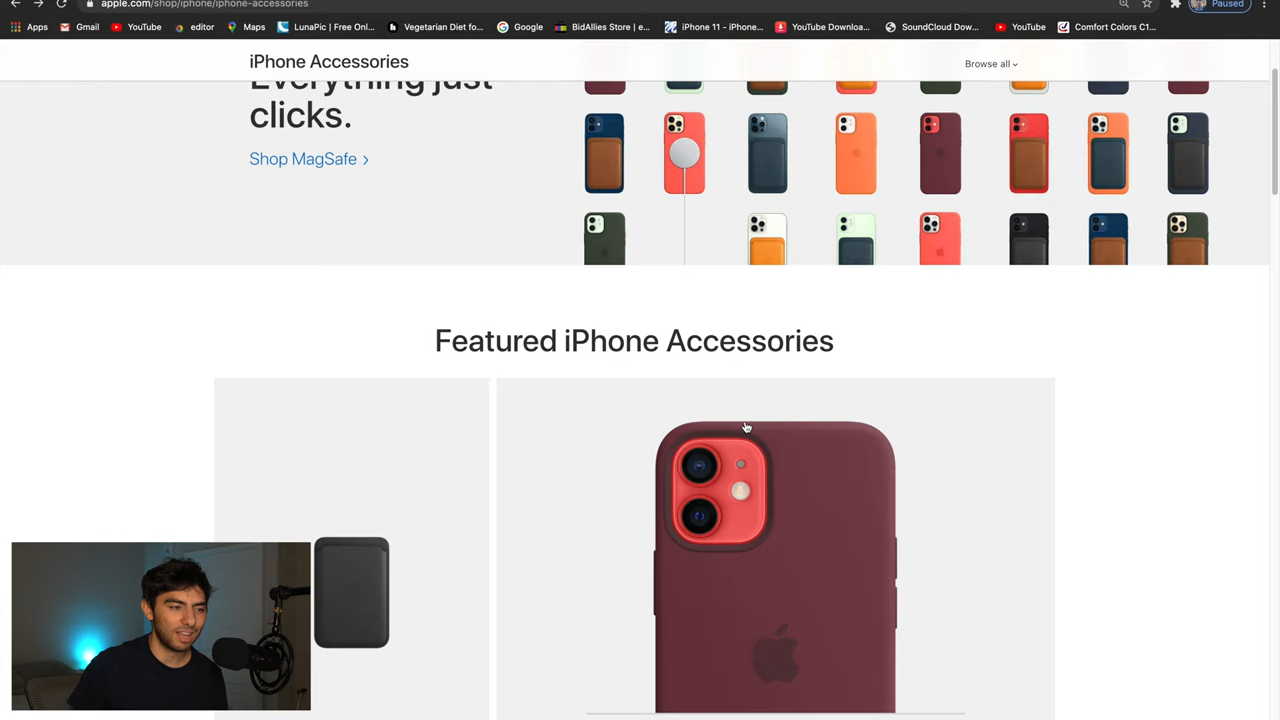 apple.com/shop/iphone/iphone-accessories
Paused
Apps
Gmail
YouTube
editor
Maps
LunaPic | Free Onl...
Vegetarian Diet fo...
Google
BidAllies Store | e...
iPhone 11 - iPhone...
YouTube Downloa...
SoundCloud Dow...
YouTube
Comfort Colors C1...
iPhone Accessories
Browse all
Everything just
clicks.
Shop MagSafe
Featured iPhone Accessories